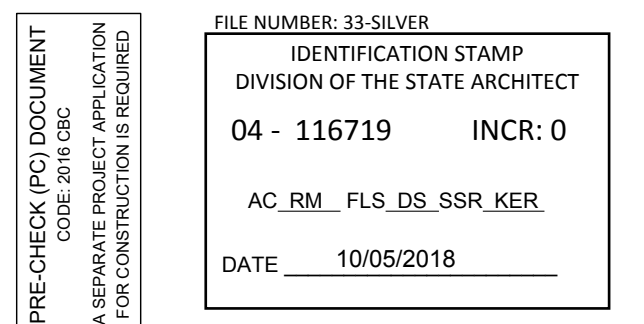 PRE-CHECK (PC) DOCUMENT
CODE: 2016 CBC
A SEPARATE PROJECT APPLICATION
FOR CONSTRUCTION IS REQUIRED
FILE NUMBER: 33-SILVER
IDENTIFICATION STAMP
DIVISION OF THE STATE ARCHITECT
04 - 116719 INCR: 0
AC RM FLS DS SSR KER
DATE 10/05/2018